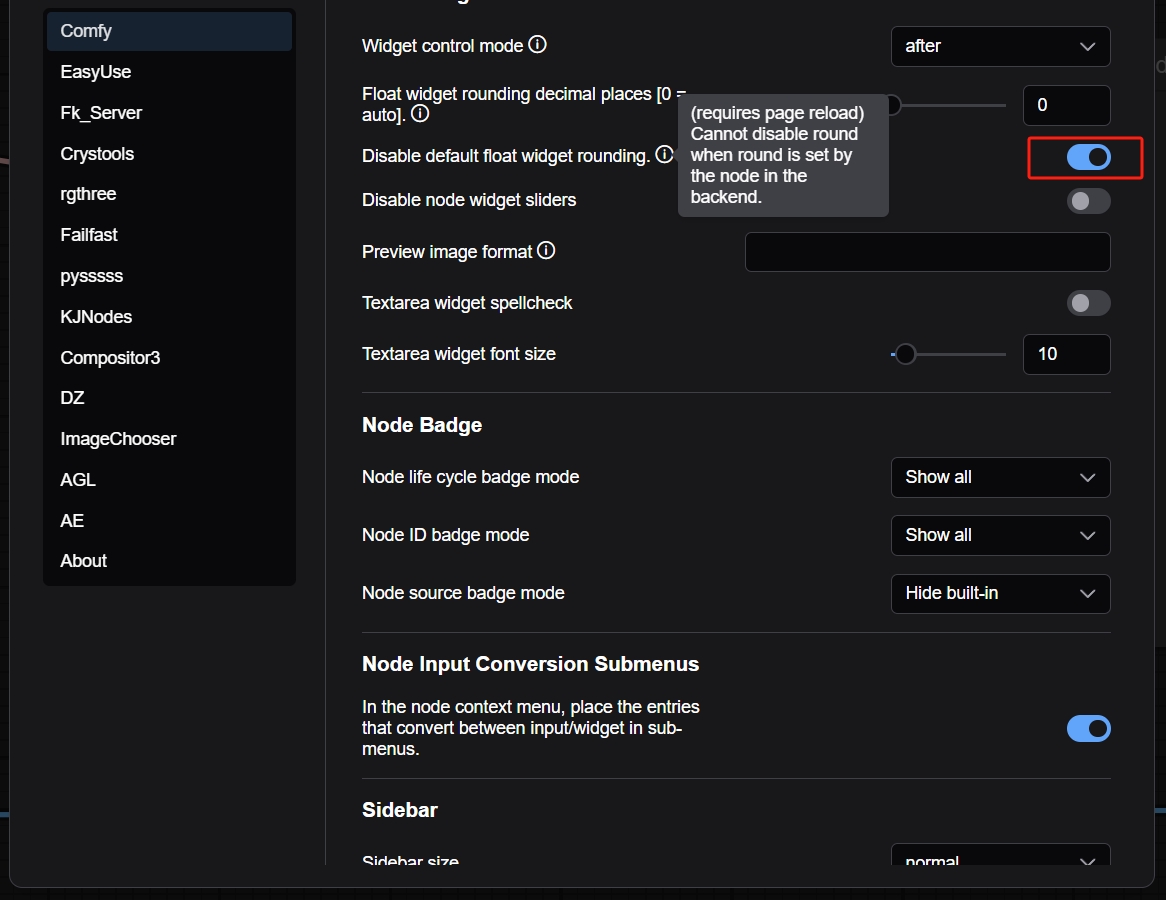 Comfy
EasyUse
Fk_Server
Crystools
rgthree
Failfast
pysssss
KJNodes
Compositor3
DZ
ImageChooser
AGL
AE
About
Widget control mode
after
Float widget rounding decimal places [0 =
auto].
0
(requires page reload)
Cannot disable round
when round is set by
the node in the
backend.
Disable default float widget rounding.
Disable node widget sliders
Preview image format
Textarea widget spellcheck
Textarea widget font size
10
Node Badge
Node life cycle badge mode
Show all
Node ID badge mode
Show all
Node source badge mode
Hide built-in
Node Input Conversion Submenus
In the node context menu, place the entries
that convert between input/widget in sub-
menus.
Sidebar
Sidebar size
normal